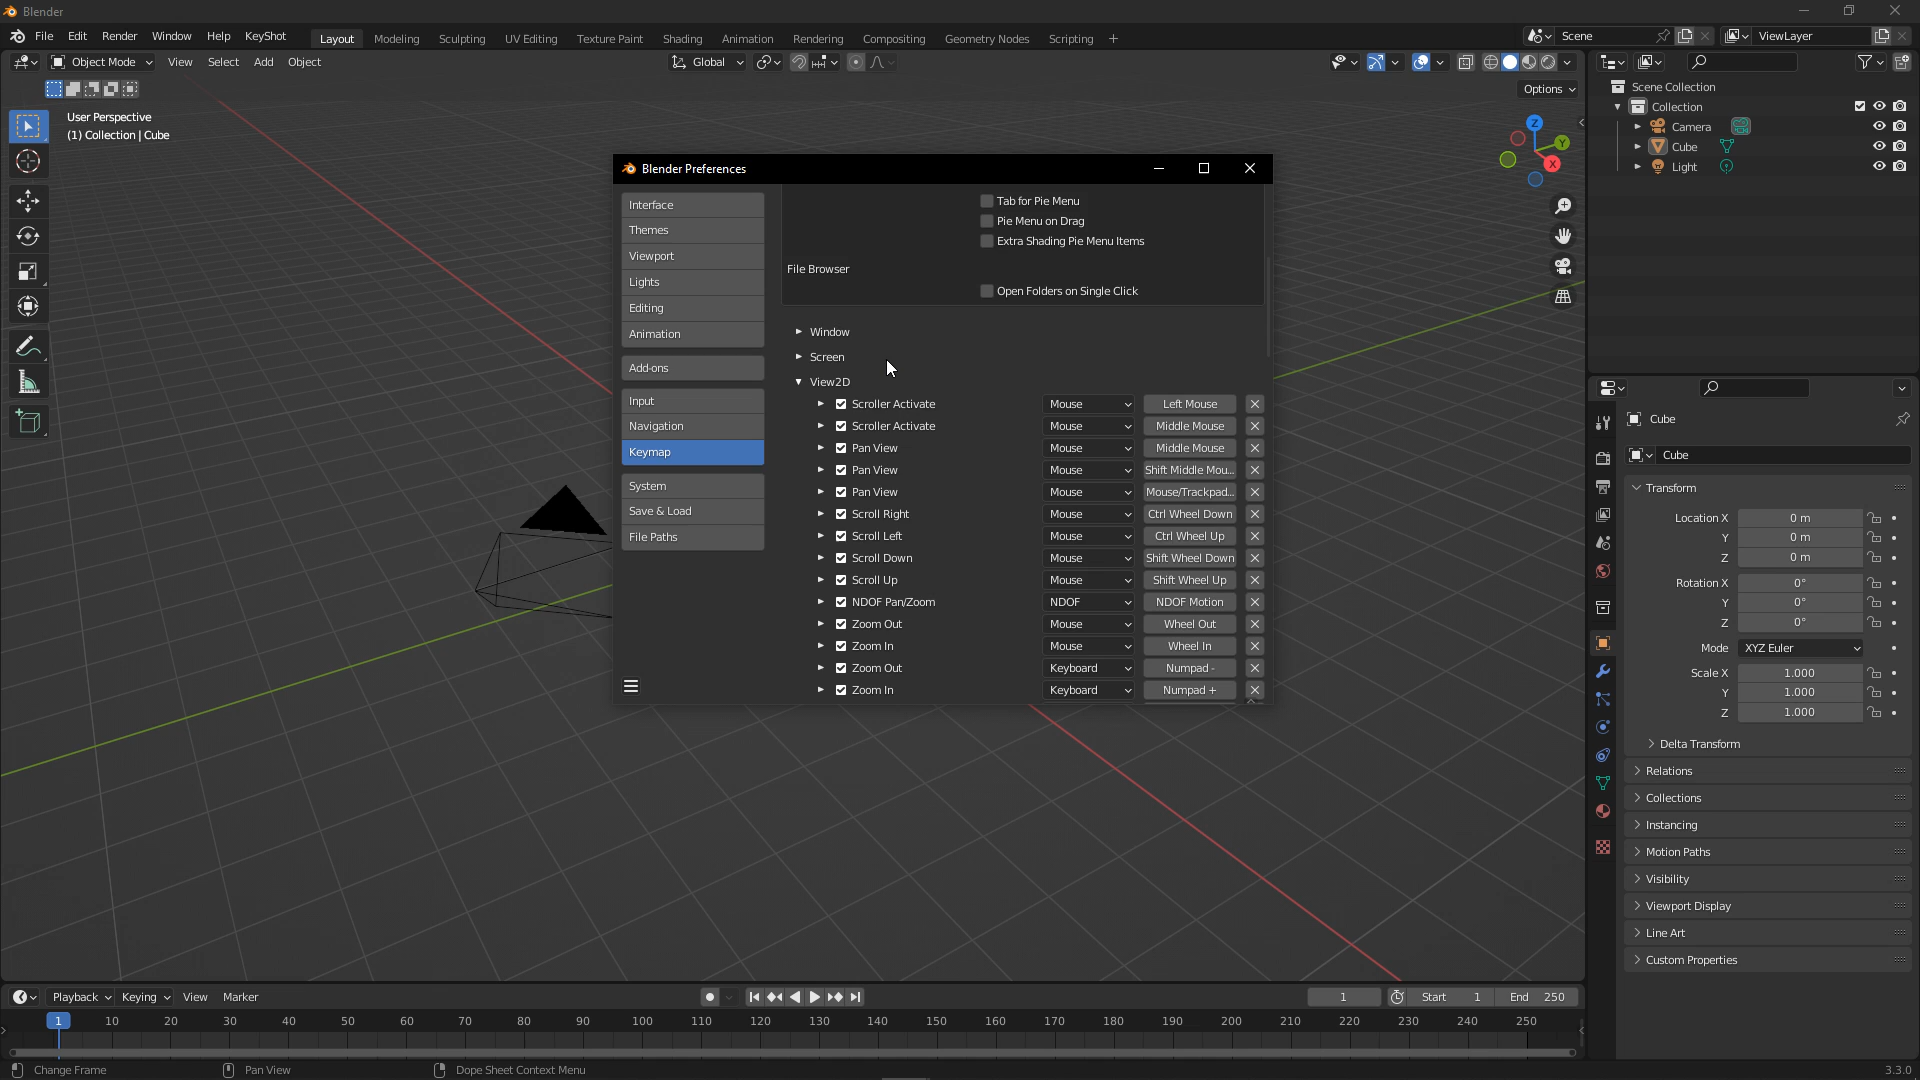 Blender
File Edit Render Window Help KeyShot Layout Modeling Sculpting UV Editing Texture Paint Shading Animation Rendering Compositing Geometry Nodes Scripting + Scene ViewLayer
Object Mode View Select Add Object Global
Options
User Perspective
(1) Collection | Cube
Z
Y
X
Scene Collection
Collection
Camera
Cube
Light
Blender Preferences
Interface
Themes
Viewport
Lights
Editing
Animation
Add-ons
Input
Navigation
Keymap
System
Save & Load
File Paths
Tab for Pie Menu
Pie Menu on Drag
Extra Shading Pie Menu Items
File Browser
Open Folders on Single Click
Window
Screen
View2D
Scroller Activate Mouse Left Mouse
Scroller Activate Mouse Middle Mouse
Pan View Mouse Middle Mouse
Pan View Mouse Shift Middle Mou...
Pan View Mouse Mouse/Trackpad...
Scroll Right Mouse Ctrl Wheel Down
Scroll Left Mouse Ctrl Wheel Up
Scroll Down Mouse Shift Wheel Down
Scroll Up Mouse Shift Wheel Up
NDOF Pan/Zoom NDOF NDOF Motion
Zoom Out Mouse Wheel Out
Zoom In Mouse Wheel In
Zoom Out Keyboard Numpad -
Zoom In Keyboard Numpad +
Cube
Cube
Transform
Location X 0 m
Y 0 m
Z 0 m
Rotation X 0°
Y 0°
Z 0°
Mode XYZ Euler
Scale X 1.000
Y 1.000
Z 1.000
Delta Transform
Relations
Collections
Instancing
Motion Paths
Visibility
Viewport Display
Line Art
Custom Properties
Playback Keying View Marker 1 Start 1 End 250
1 10 20 30 40 50 60 70 80 90 100 110 120 130 140 150 160 170 180 190 200 210 220 230 240 250
Change Frame Pan View Dope Sheet Context Menu 3.3.0